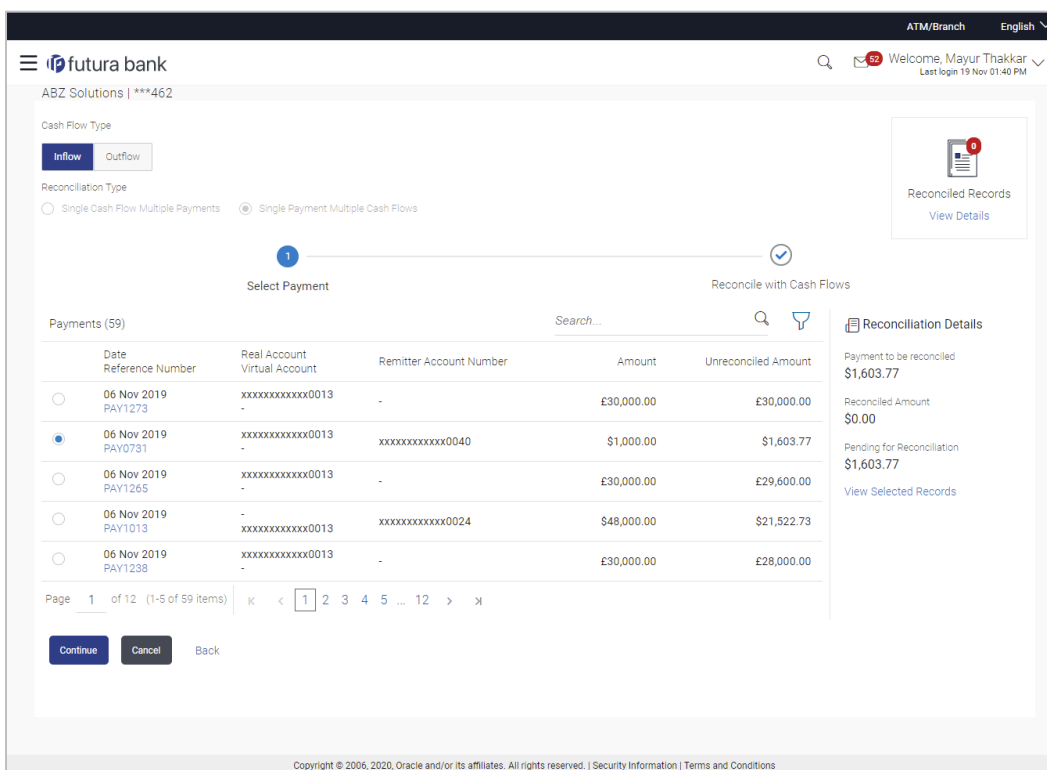 ATM/Branch English
futura bank
52 Welcome, Mayur Thakkar
Last login 19 Nov 01:40 PM
ABZ Solutions | ***462
Cash Flow Type
Inflow Outflow
0
Reconciled Records
View Details
Reconciliation Type
Single Cash Flow Multiple Payments Single Payment Multiple Cash Flows
1
Select Payment Reconcile with Cash Flows
Payments (59) Search...
Date
Reference Number
Real Account
Virtual Account
Remitter Account Number Amount Unreconciled Amount
06 Nov 2019 xxxxxxxxxxxx0013 - £30,000.00 £30,000.00
PAY1273 -
06 Nov 2019 xxxxxxxxxxxx0013 xxxxxxxxxxxx0040 $1,000.00 $1,603.77
PAY0731 -
06 Nov 2019 xxxxxxxxxxxx0013 - £30,000.00 £29,600.00
PAY1265 -
06 Nov 2019 - xxxxxxxxxxxx0024 $48,000.00 $21,522.73
PAY1013 xxxxxxxxxxxx0013
06 Nov 2019 xxxxxxxxxxxx0013 - £30,000.00 £28,000.00
PAY1238 -
Page 1 of 12 (1-5 of 59 items) 1 2 3 4 5 ... 12
Reconciliation Details
Payment to be reconciled
$1,603.77
Reconciled Amount
$0.00
Pending for Reconciliation
$1,603.77
View Selected Records
Continue Cancel Back
Copyright © 2006, 2020, Oracle and/or its affiliates. All rights reserved. | Security Information | Terms and Conditions